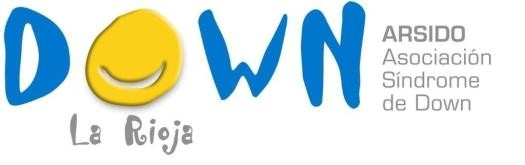 DOWN
La Rioja
ARSIDO
Asociación
Síndrome
de Down